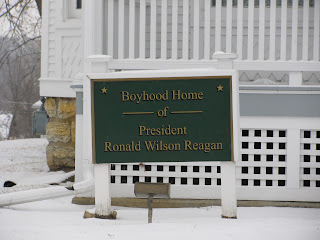 Boyhood Home
of
President
Ronald Wilson Reagan